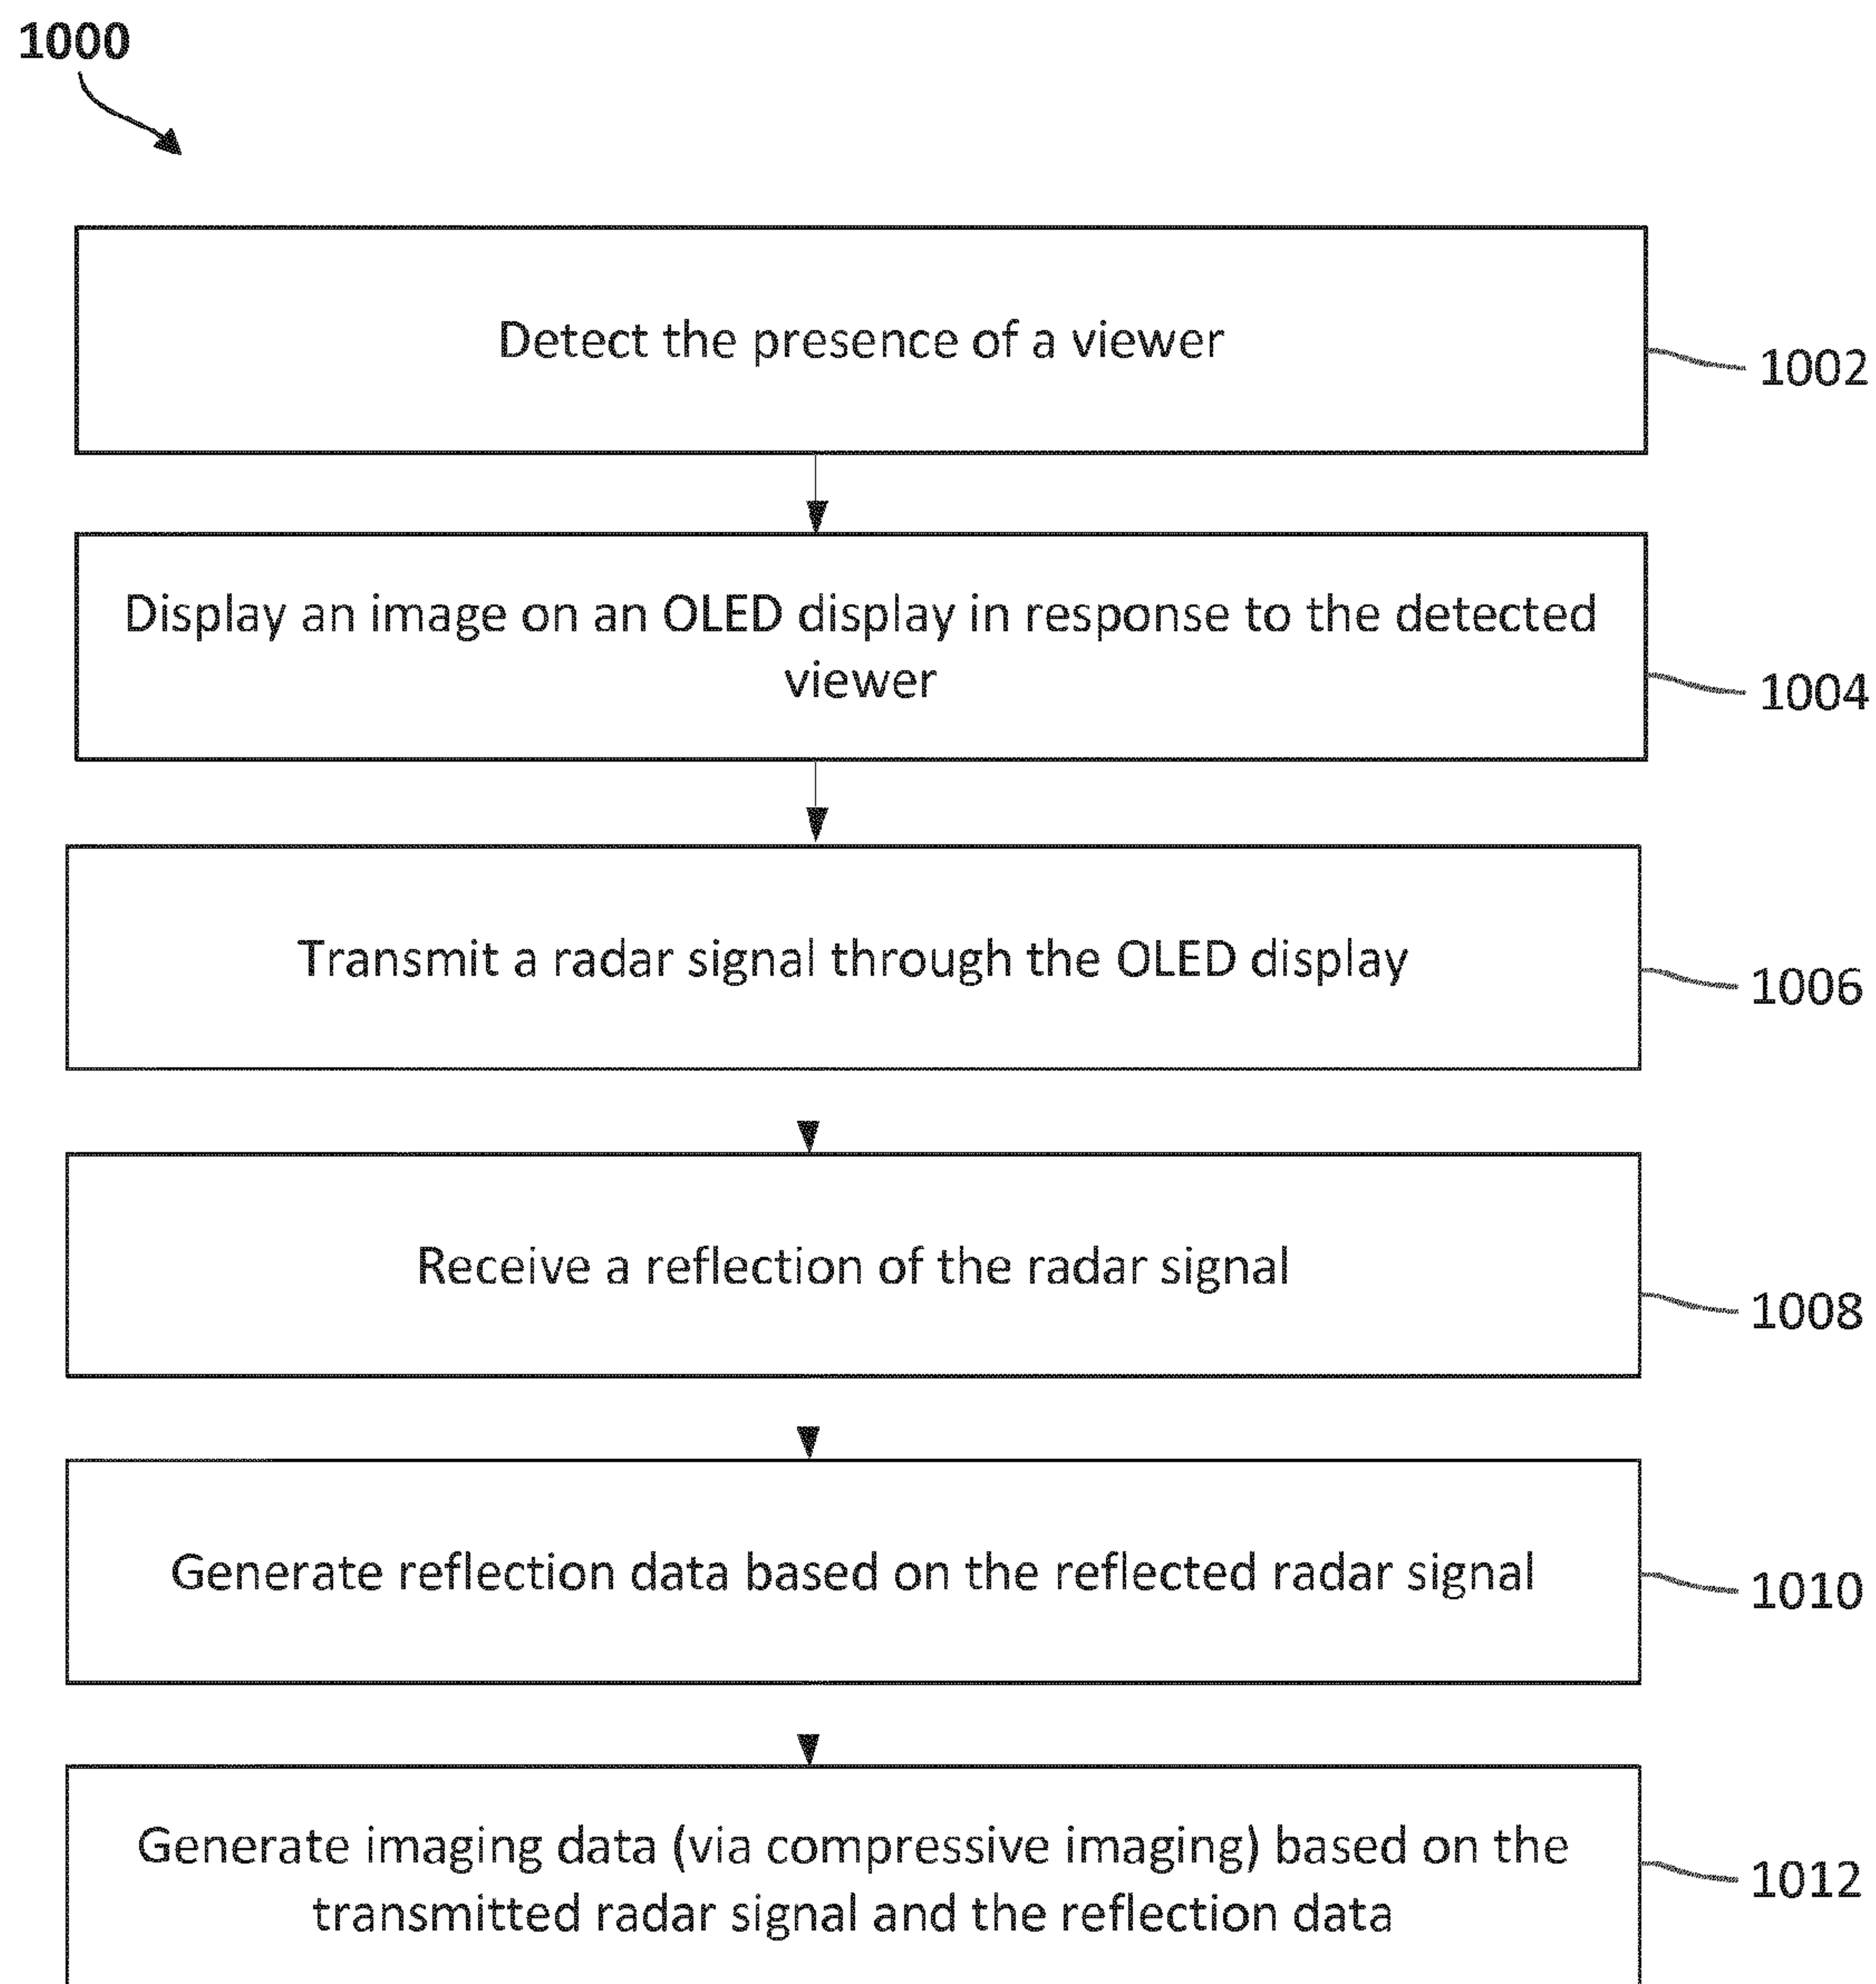 1000
Detect the presence of a viewer
1002
Display an image on an OLED display in response to the detected
viewer
1004
Transmit a radar signal through the OLED display
1006
Receive a reflection of the radar signal
1008
Generate reflection data based on the reflected radar signal
1010
Generate imaging data (via compressive imaging) based on the
transmitted radar signal and the reflection data
1012